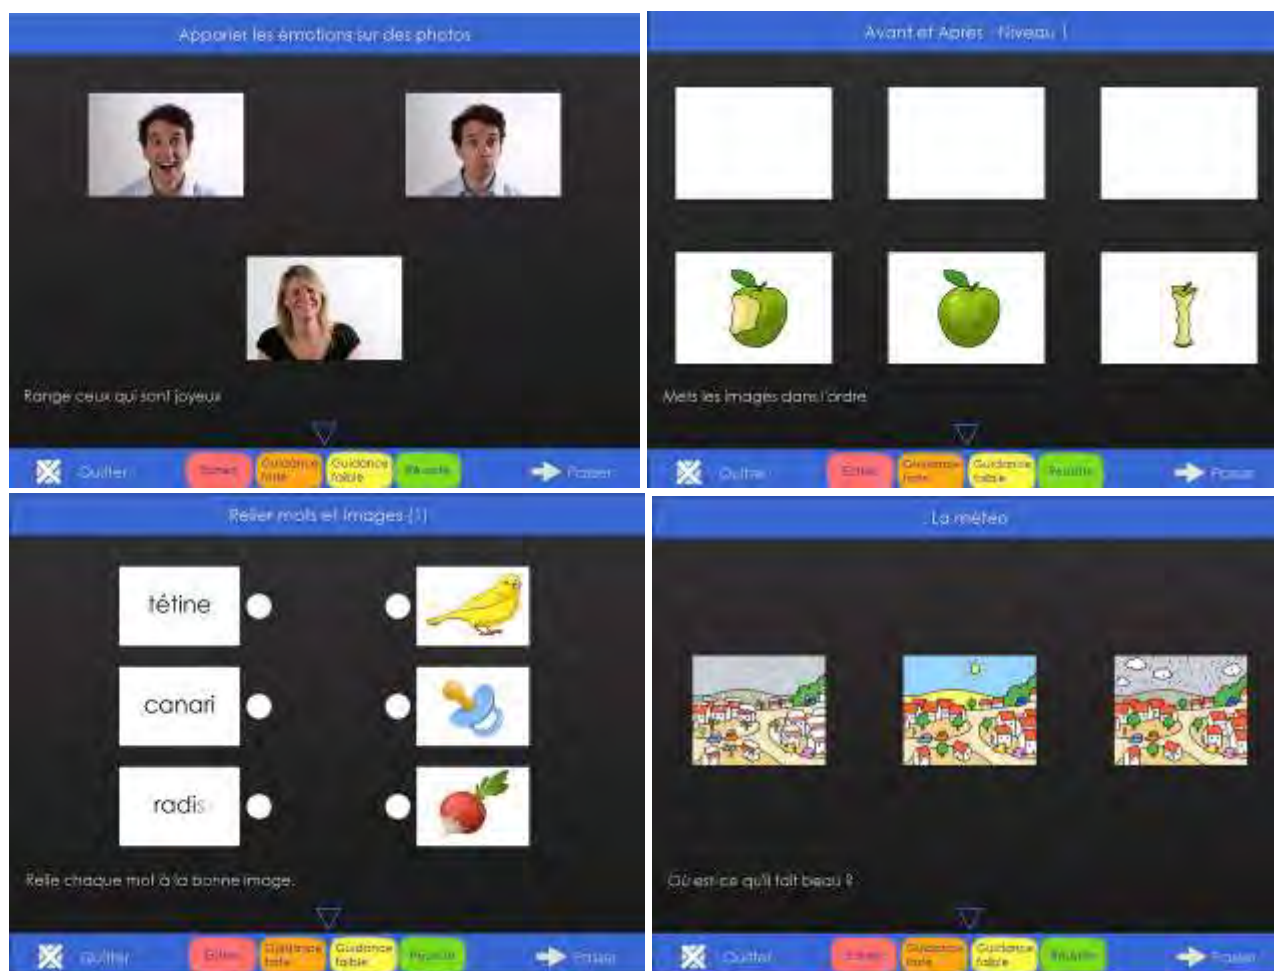 Apparier les émotions sur des photos
Range ceux qui sont joyeux
Quitter
Echec
Guidance forte
Guidance faible
Réussite
Passer
Avant et Après - Niveau 1
Mets les images dans l'ordre
Quitter
Echec
Guidance forte
Guidance faible
Réussite
Passer
Relier mots et images (1)
tétine
canari
radis
Relie chaque mot à la bonne image.
Quitter
Echec
Guidance forte
Guidance faible
Réussite
Passer
La météo
Où est-ce qu'il fait beau ?
Quitter
Echec
Guidance forte
Guidance faible
Réussite
Passer